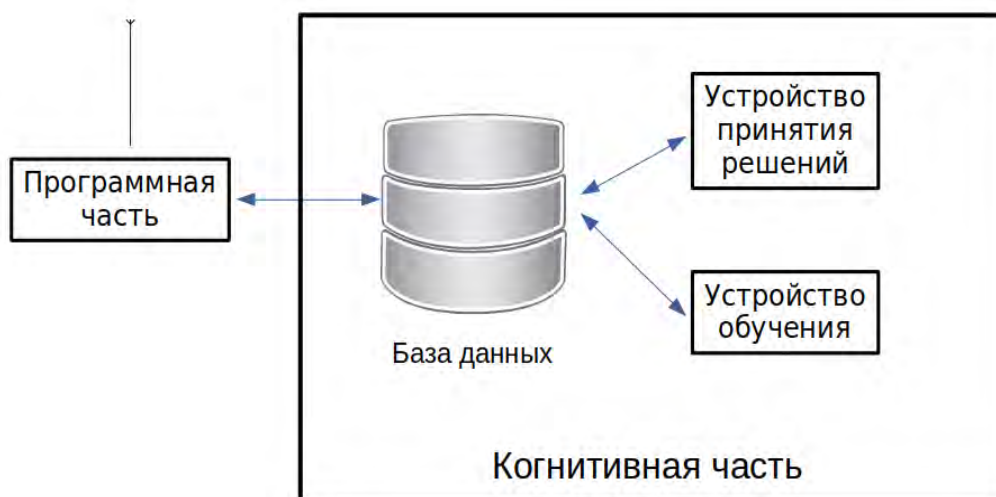 Программная
часть
База данных
Устройство
принятия
решений
Устройство
обучения
Когнитивная часть